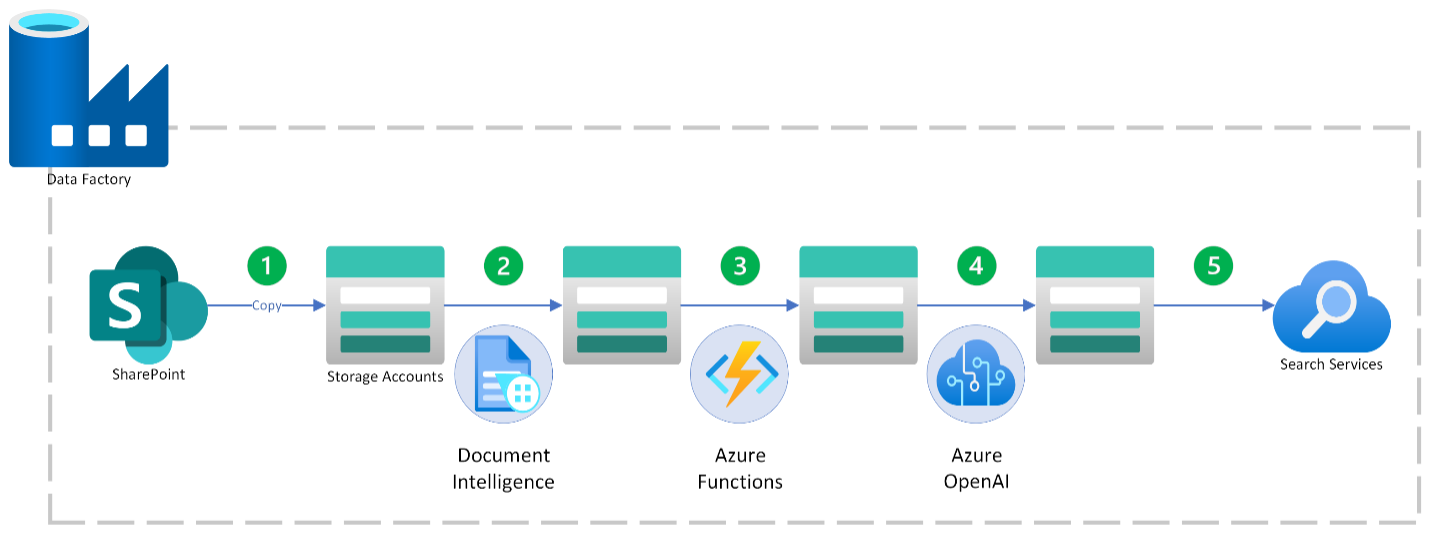 Data Factory
1
2
3
4
5
Copy
S
SharePoint
Storage Accounts
Search Services
Document
Intelligence
Azure
Functions
Azure
OpenAI